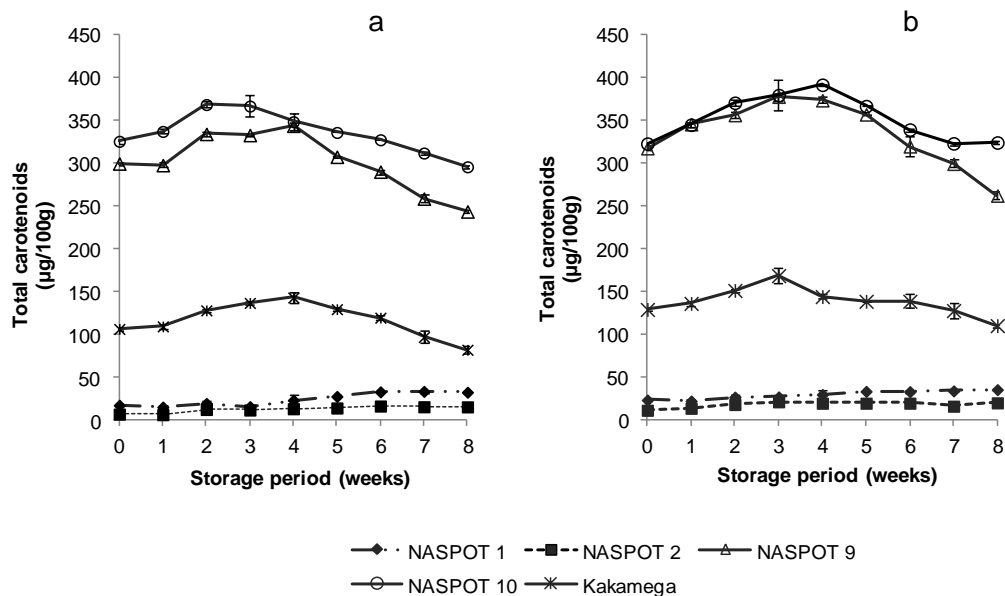 a
450
400
350
300
250
200
150
100
50
0
Total carotenoids
(µg/100g)
0 1 2 3 4 5 6 7 8
Storage period (weeks)
b
450
400
350
300
250
200
150
100
50
0
Total carotenoids
(µg/100g)
0 1 2 3 4 5 6 7 8
Storage period (weeks)
NASPOT 1 NASPOT 2 NASPOT 9
NASPOT 10 Kakamega